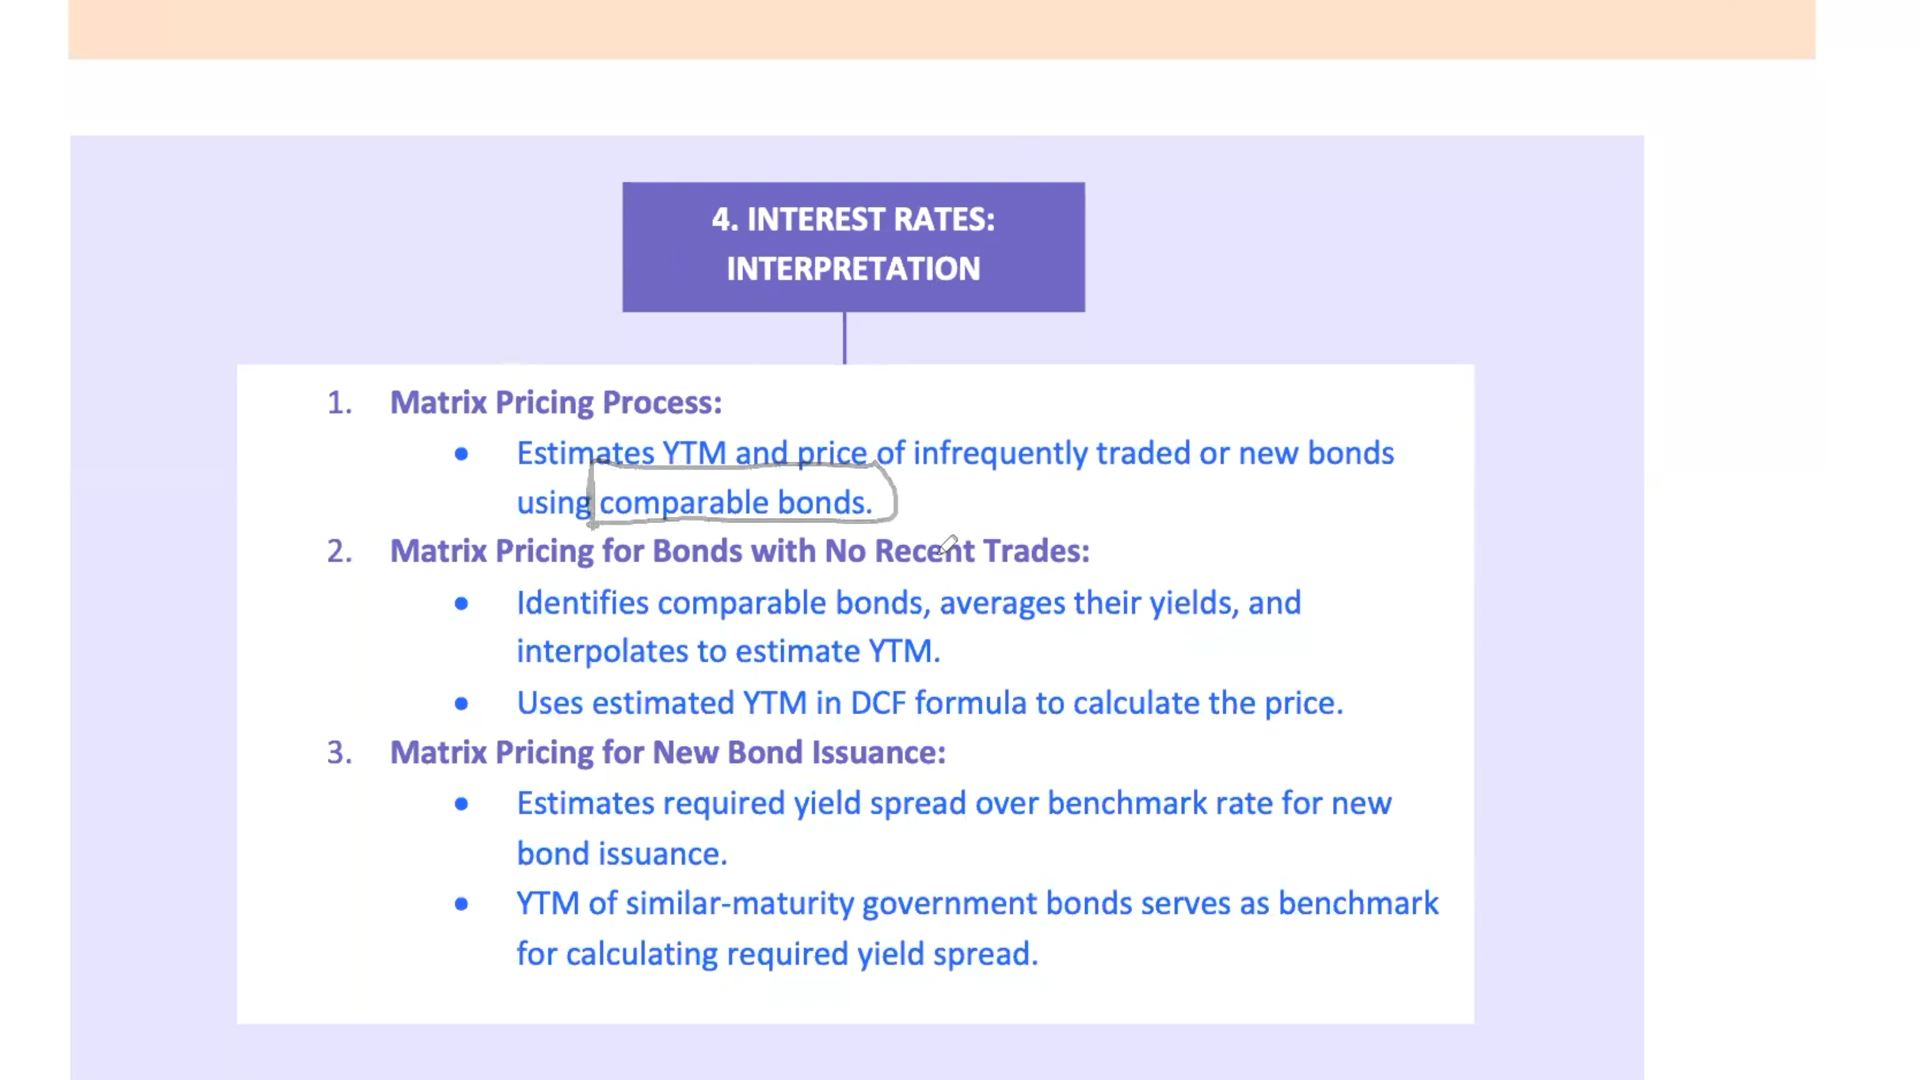 4. INTEREST RATES:
INTERPRETATION
1. Matrix Pricing Process:
• Estimates YTM and price of infrequently traded or new bonds
using comparable bonds.
2. Matrix Pricing for Bonds with No Recent Trades:
• Identifies comparable bonds, averages their yields, and
interpolates to estimate YTM.
• Uses estimated YTM in DCF formula to calculate the price.
3. Matrix Pricing for New Bond Issuance:
• Estimates required yield spread over benchmark rate for new
bond issuance.
• YTM of similar-maturity government bonds serves as benchmark
for calculating required yield spread.